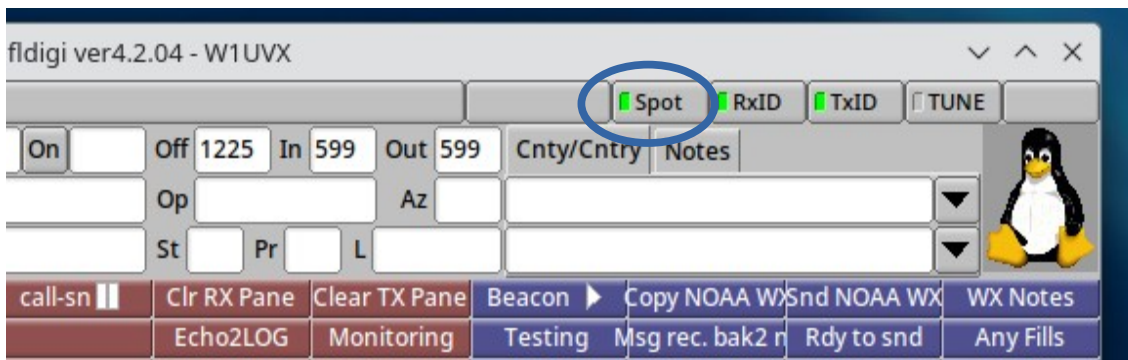 fldigi ver4.2.04 - W1UVX
Spot RxID TxID TUNE
On Off 1225 In 599 Out 599 Cnty/Cntry Notes
Op Az
St Pr L
call-sn Clr RX Pane Clear TX Pane Beacon Copy NOAA WX Snd NOAA WX WX Notes
Echo2LOG Monitoring Testing Msg rec. bak2 n Rdy to snd Any Fills